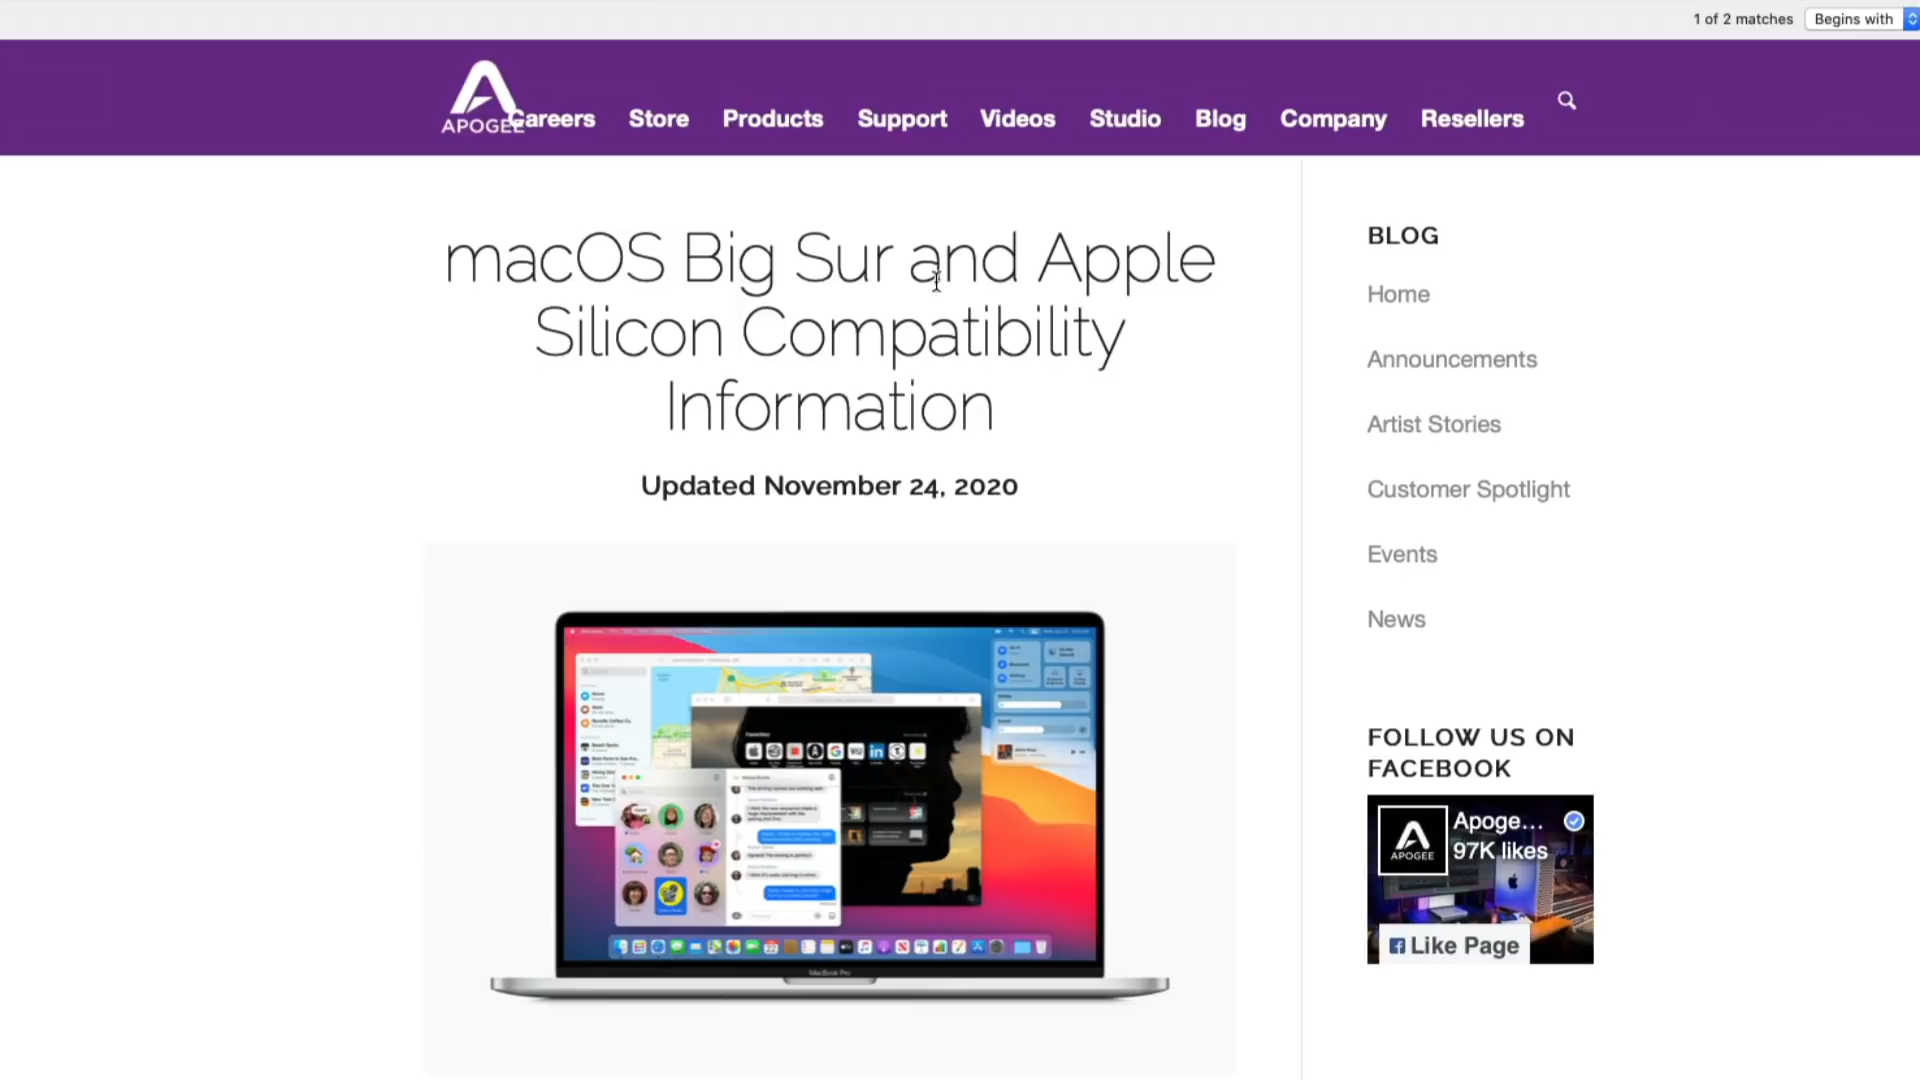 1 of 2 matches
Begins with
APOGEE
Careers
Store
Products
Support
Videos
Studio
Blog
Company
Resellers
macOS Big Sur and Apple
Silicon Compatibility
Information
Updated November 24, 2020
MacBook Pro
BLOG
Home
Announcements
Artist Stories
Customer Spotlight
Events
News
FOLLOW US ON
FACEBOOK
APOGEE
Apoge...
97K likes
Like Page